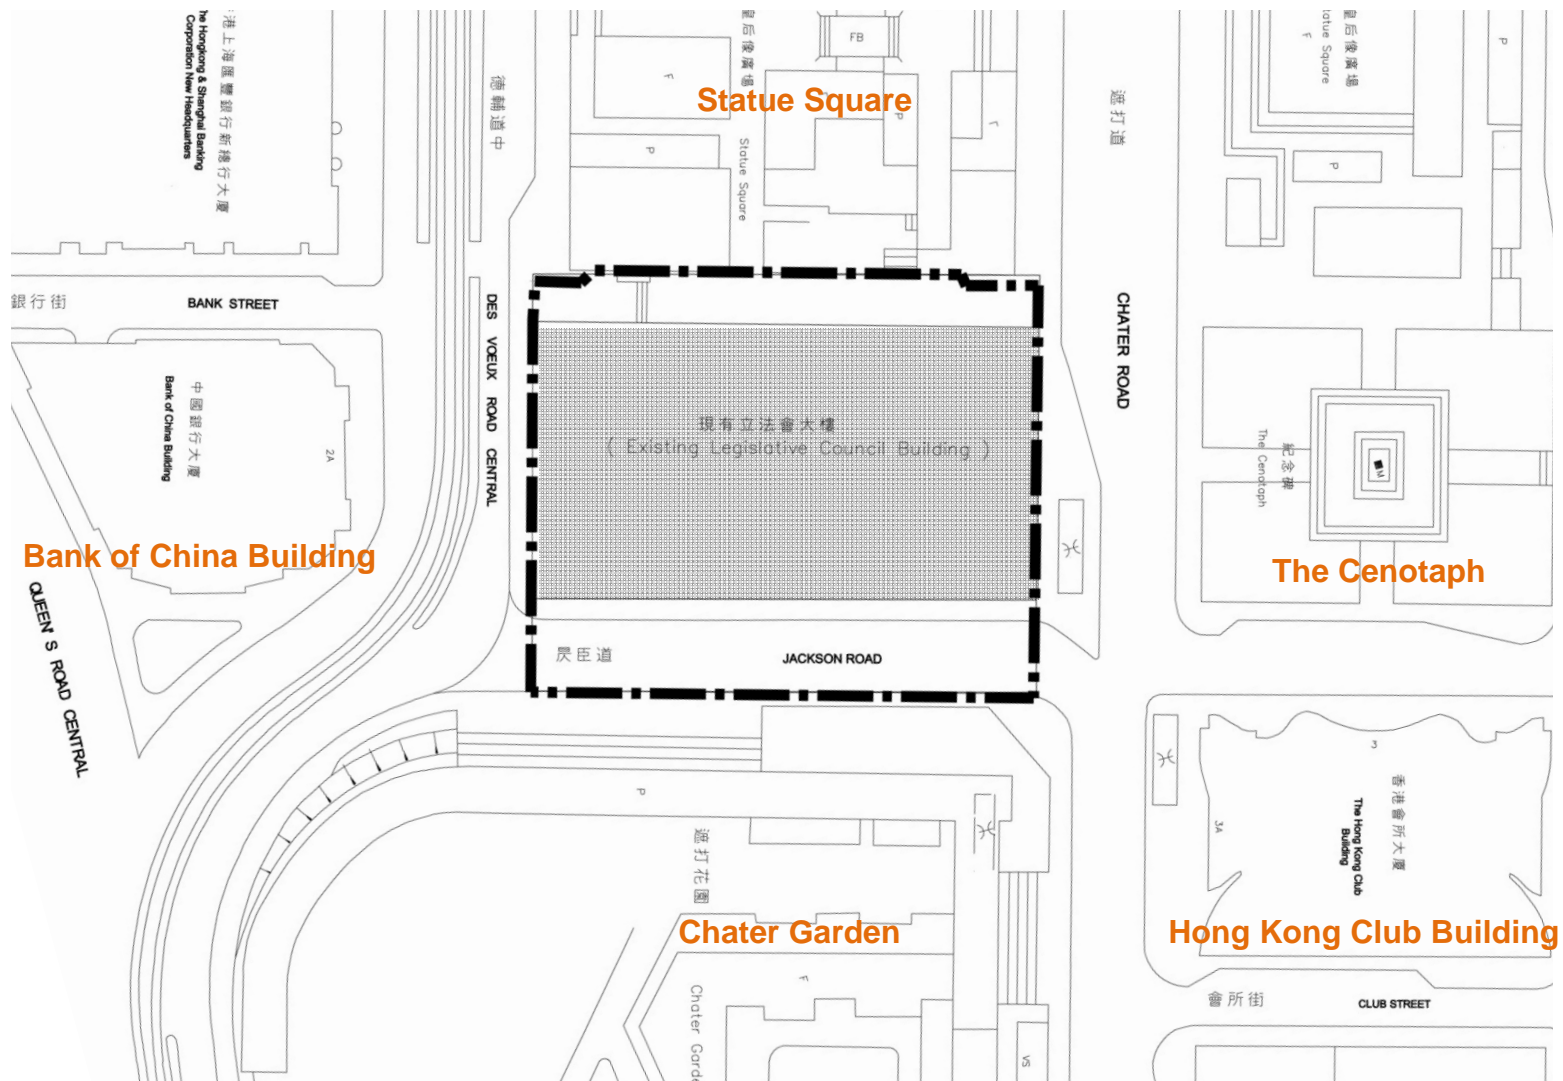 港上海匯豐銀行新總行大廈
he Hongkong & Shanghai Banking
Corporation New Headquarters
德輔道中
皇后像廣場
Statue Square
FB
F
P
P
Statue Square
遮打道
皇后像廣場
tatue Square
F
P
P
銀行街
BANK STREET
DES VOEUX ROAD CENTRAL
CHATER ROAD
中國銀行大廈
Bank of China Building
2A
現有立法會大樓
( Existing Legislative Council Building )
紀念碑
The Cenotaph
M
Bank of China Building
The Cenotaph
QUEEN'S ROAD CENTRAL
昃臣道
JACKSON ROAD
P
遮打花園
3
3A
香港會所大廈
The Hong Kong Club
Building
Chater Garden
Hong Kong Club Building
F
Chater Garde
VS
會所街
CLUB STREET